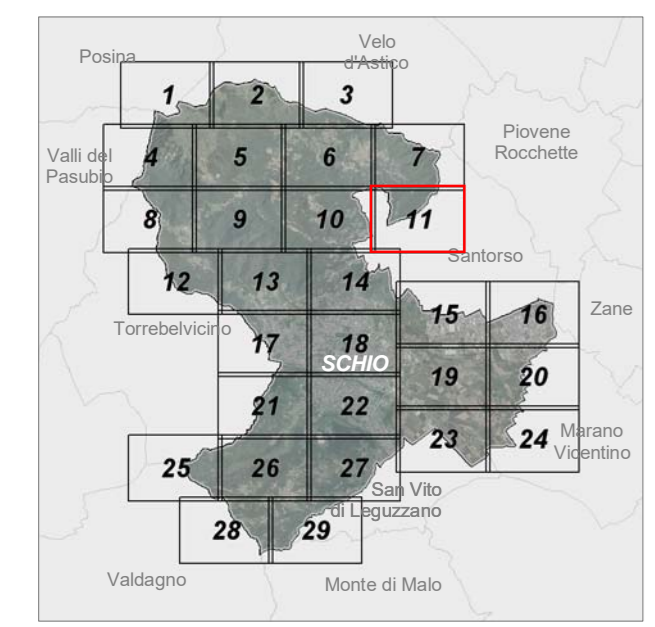 Posina
Velo
d'Astico
1
2
3
Piovene
Rocchette
Valli del
Pasubio
4
5
6
7
8
9
10
11
Santorso
12
13
14
Torrebelvicino
15
16
Zane
17
18
SCHIO
19
20
21
22
23
24
Marano
Vicentino
25
26
27
San Vito
di Leguzzano
28
29
Valdagno
Monte di Malo